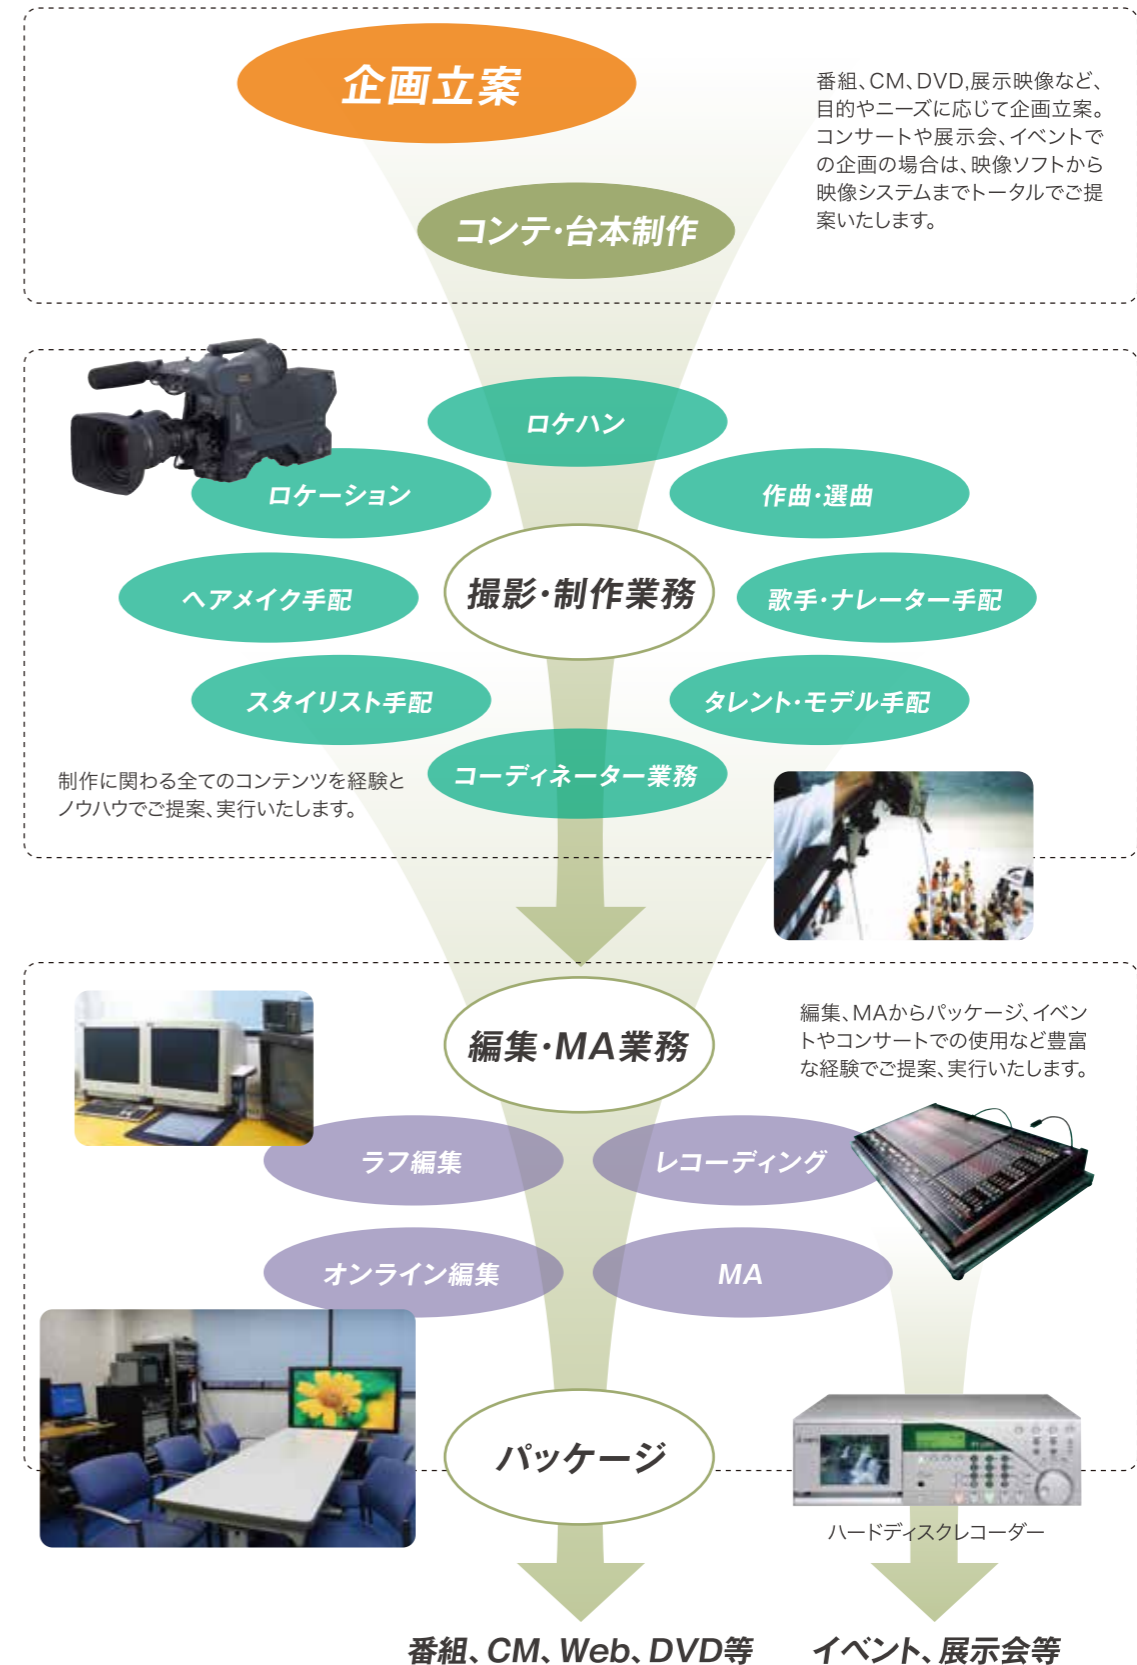 企画立案
番組、CM、DVD,展示映像など、
目的やニーズに応じて企画立案。
コンサートや展示会、イベントで
の企画の場合は、映像ソフトから
映像システムまでトータルでご提
案いたします。
コンテ・台本制作
ロケハン
ロケーション
作曲・選曲
撮影・制作業務
ヘアメイク手配
歌手・ナレーター手配
スタイリスト手配
タレント・モデル手配
コーディネーター業務
制作に関わる全てのコンテンツを経験と
ノウハウでご提案、実行いたします。
編集・MA業務
編集、MAからパッケージ、イベン
トやコンサートでの使用など豊富
な経験でご提案、実行いたします。
ラフ編集
レコーディング
オンライン編集
MA
パッケージ
ハードディスクレコーダー
番組、CM、Web、DVD等
イベント、展示会等